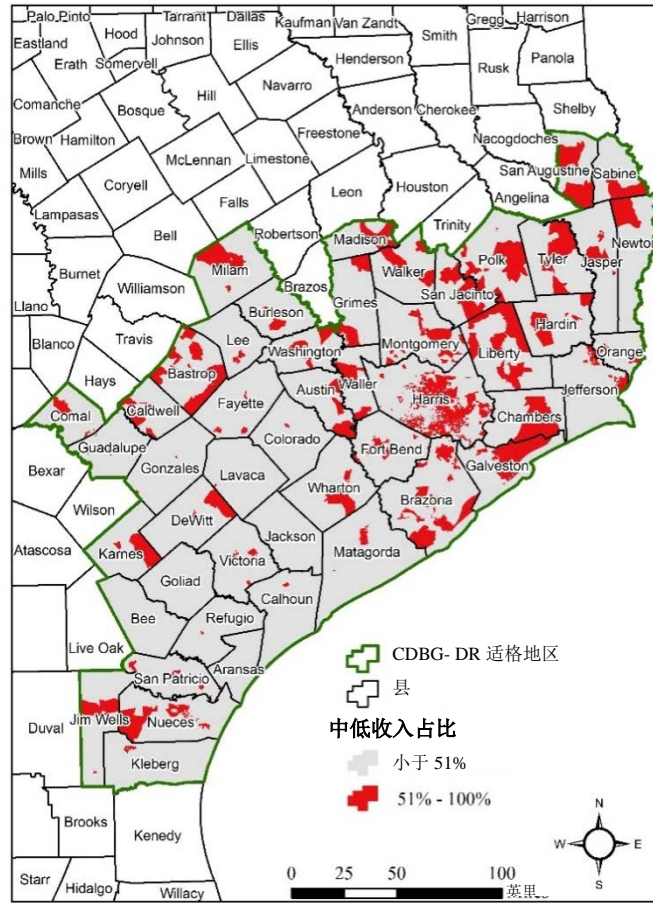 Palo Pinto
Tarrant
Dallas
Kaufman
Van Zandt
Gregg
Harrison
Eastland
Hood
Johnson
Ellis
Smith
Erath
Somervell
Henderson
Rusk
Panola
Comanche
Bosque
Hill
Navarro
Anderson
Cherokee
Shelby
Brown
Hamilton
Freestone
Nacogdoches
Mills
McLennan
Limestone
San Augustine
Sabine
Coryell
Leon
Houston
Angelina
Lampasas
Falls
Trinity
Bell
Robertson
Madison
Newton
Burnet
Milam
Walker
Polk
Tyler
Jasper
Williamson
Brazos
Grimes
San Jacinto
Llano
Burleson
Hardin
Travis
Lee
Washington
Montgomery
Liberty
Blanco
Orange
Hays
Bastrop
Austin
Waller
Harris
Jefferson
Comal
Caldwell
Fayette
Chambers
Guadalupe
Colorado
Fort Bend
Bexar
Gonzales
Lavaca
Galveston
Wharton
Brazoria
Wilson
DeWitt
Atascosa
Karnes
Jackson
Matagorda
Victoria
Goliad
Calhoun
Bee
Refugio
Live Oak
Aransas
San Patricio
Duval
Jim Wells
Nueces
Kleberg
Brooks
Kenedy
Starr
Hidalgo
Willacy
CDBG- DR 适格地区
县
中低收入占比
小于 51%
51% - 100%
N
W
E
S
0 25 50 100
英里